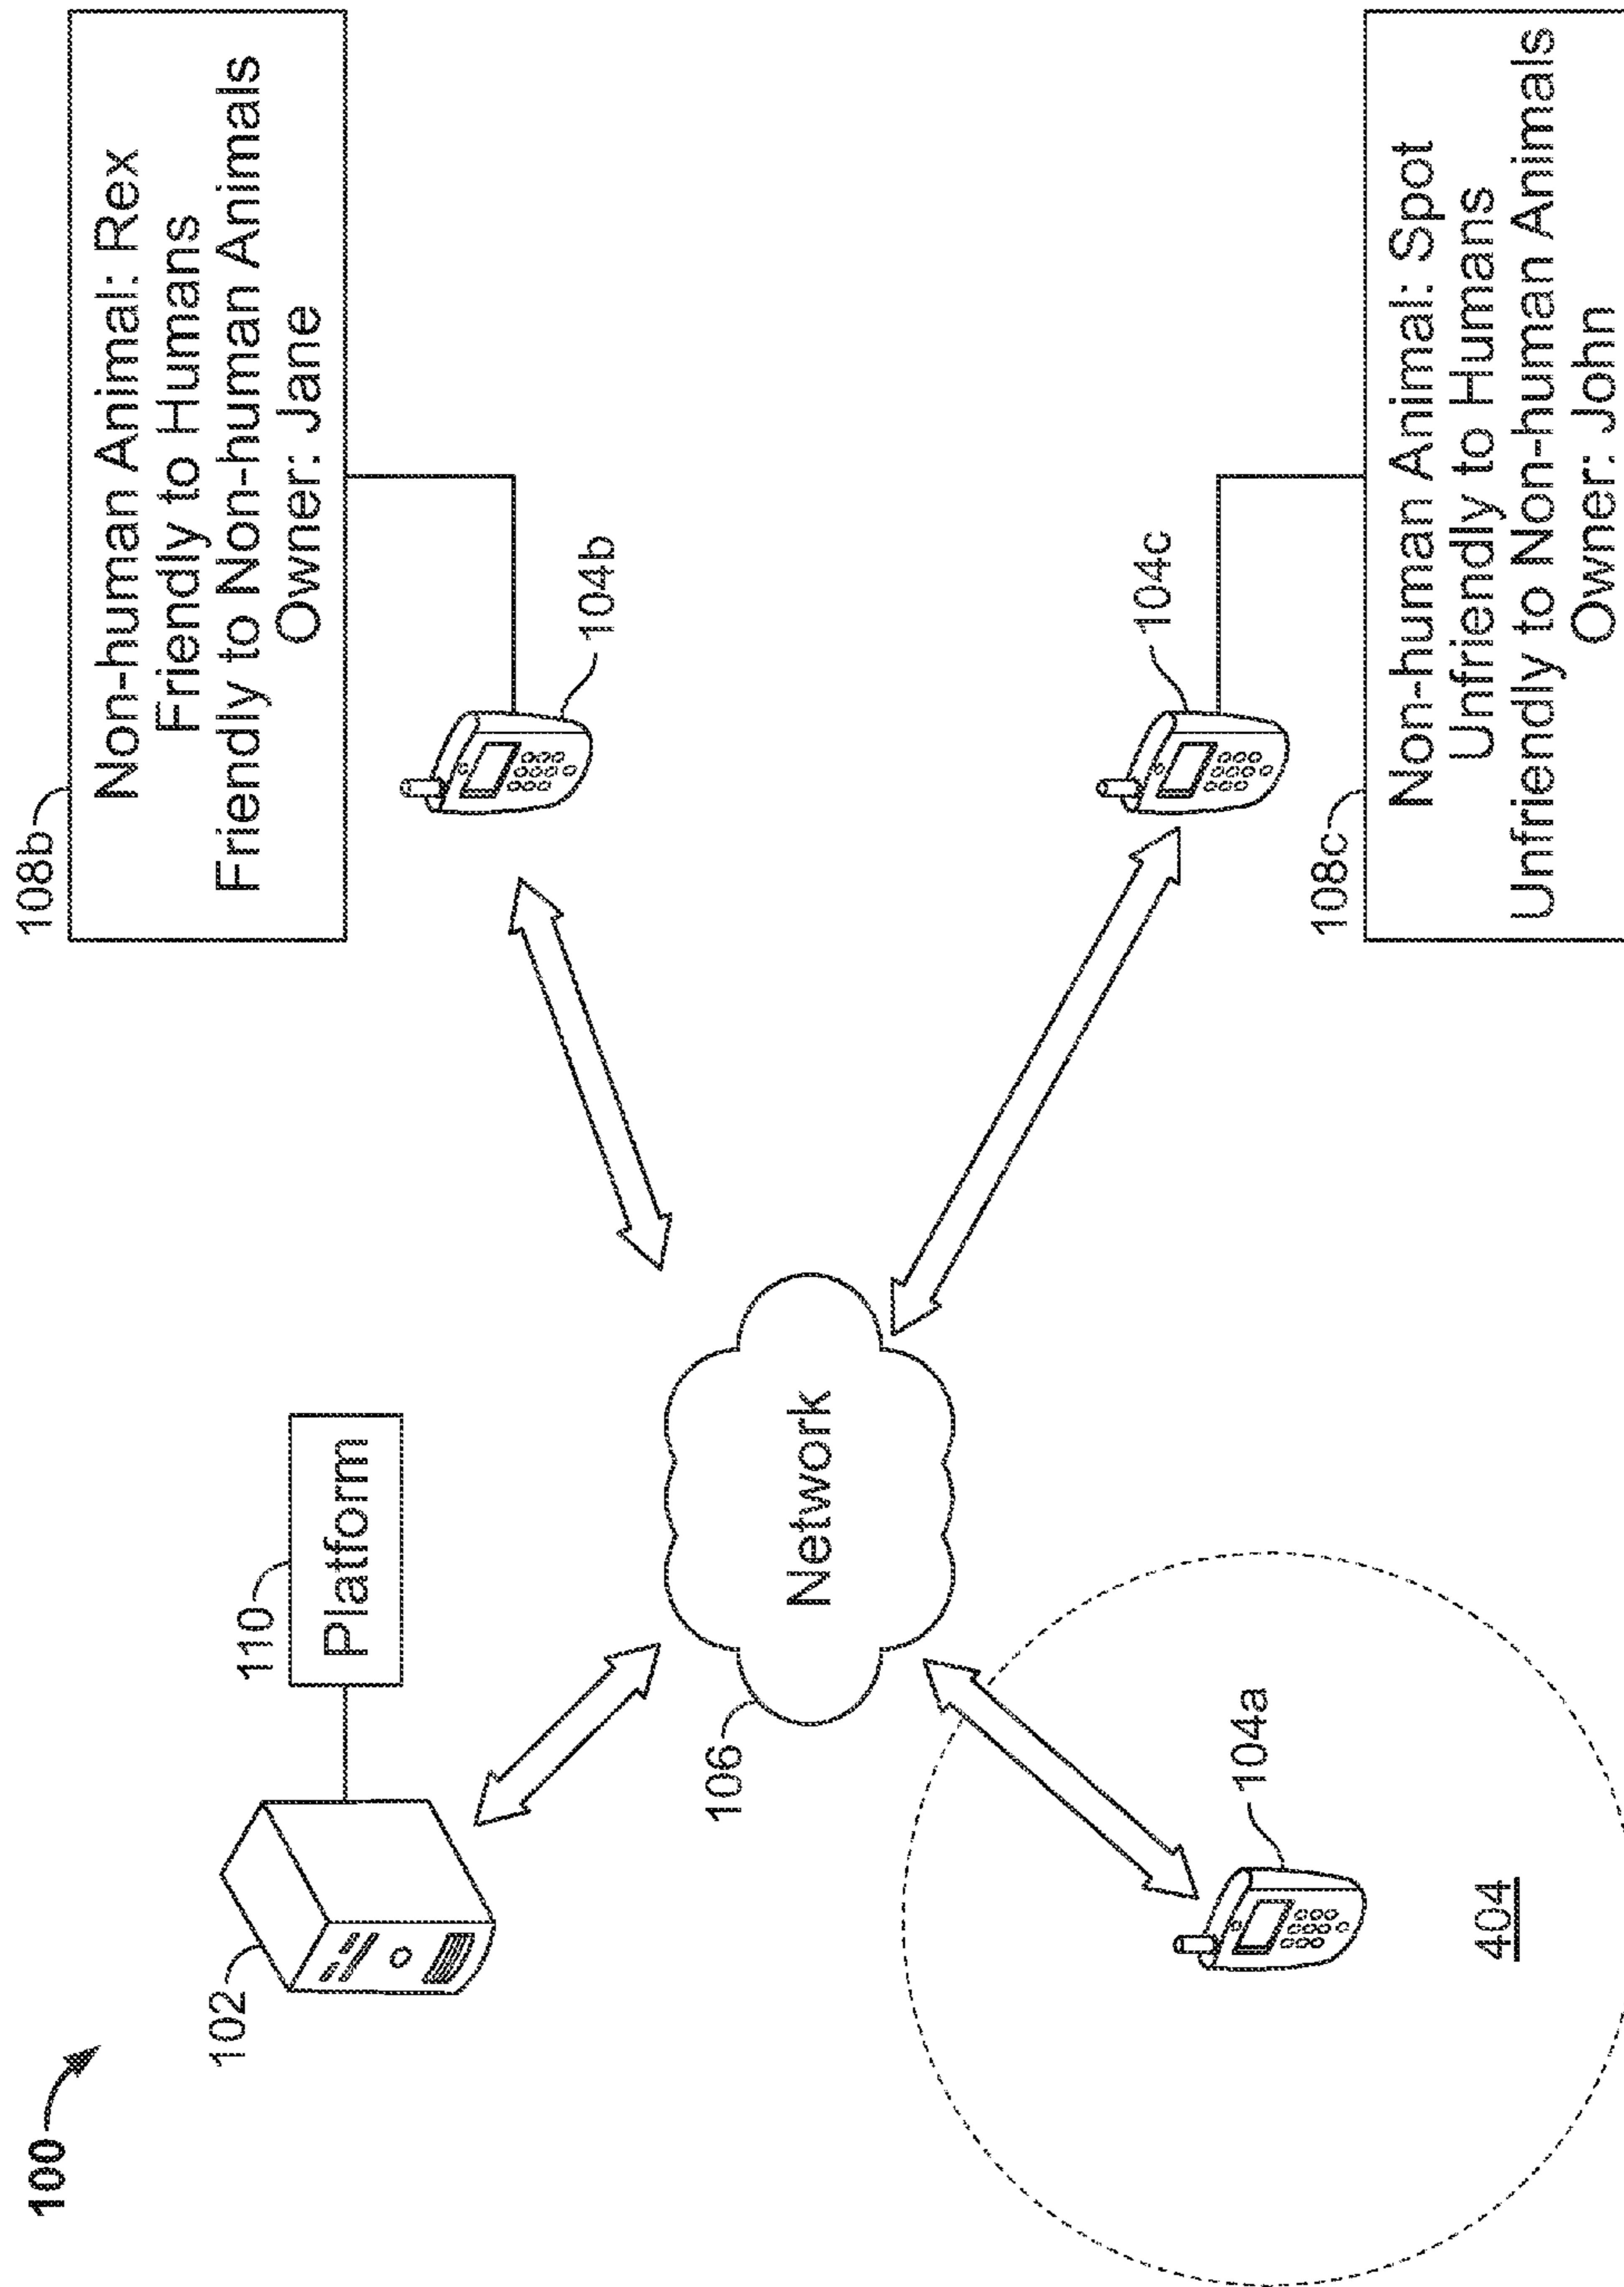 100
102
110
Platform
108b
Non-human Animal: Rex
Friendly to Humans
Friendly to Non-human Animals
Owner: Jane
104b
106
Network
104a
404
104c
108c
Non-human Animal: Spot
Unfriendly to Humans
Unfriendly to Non-human Animals
Owner: John